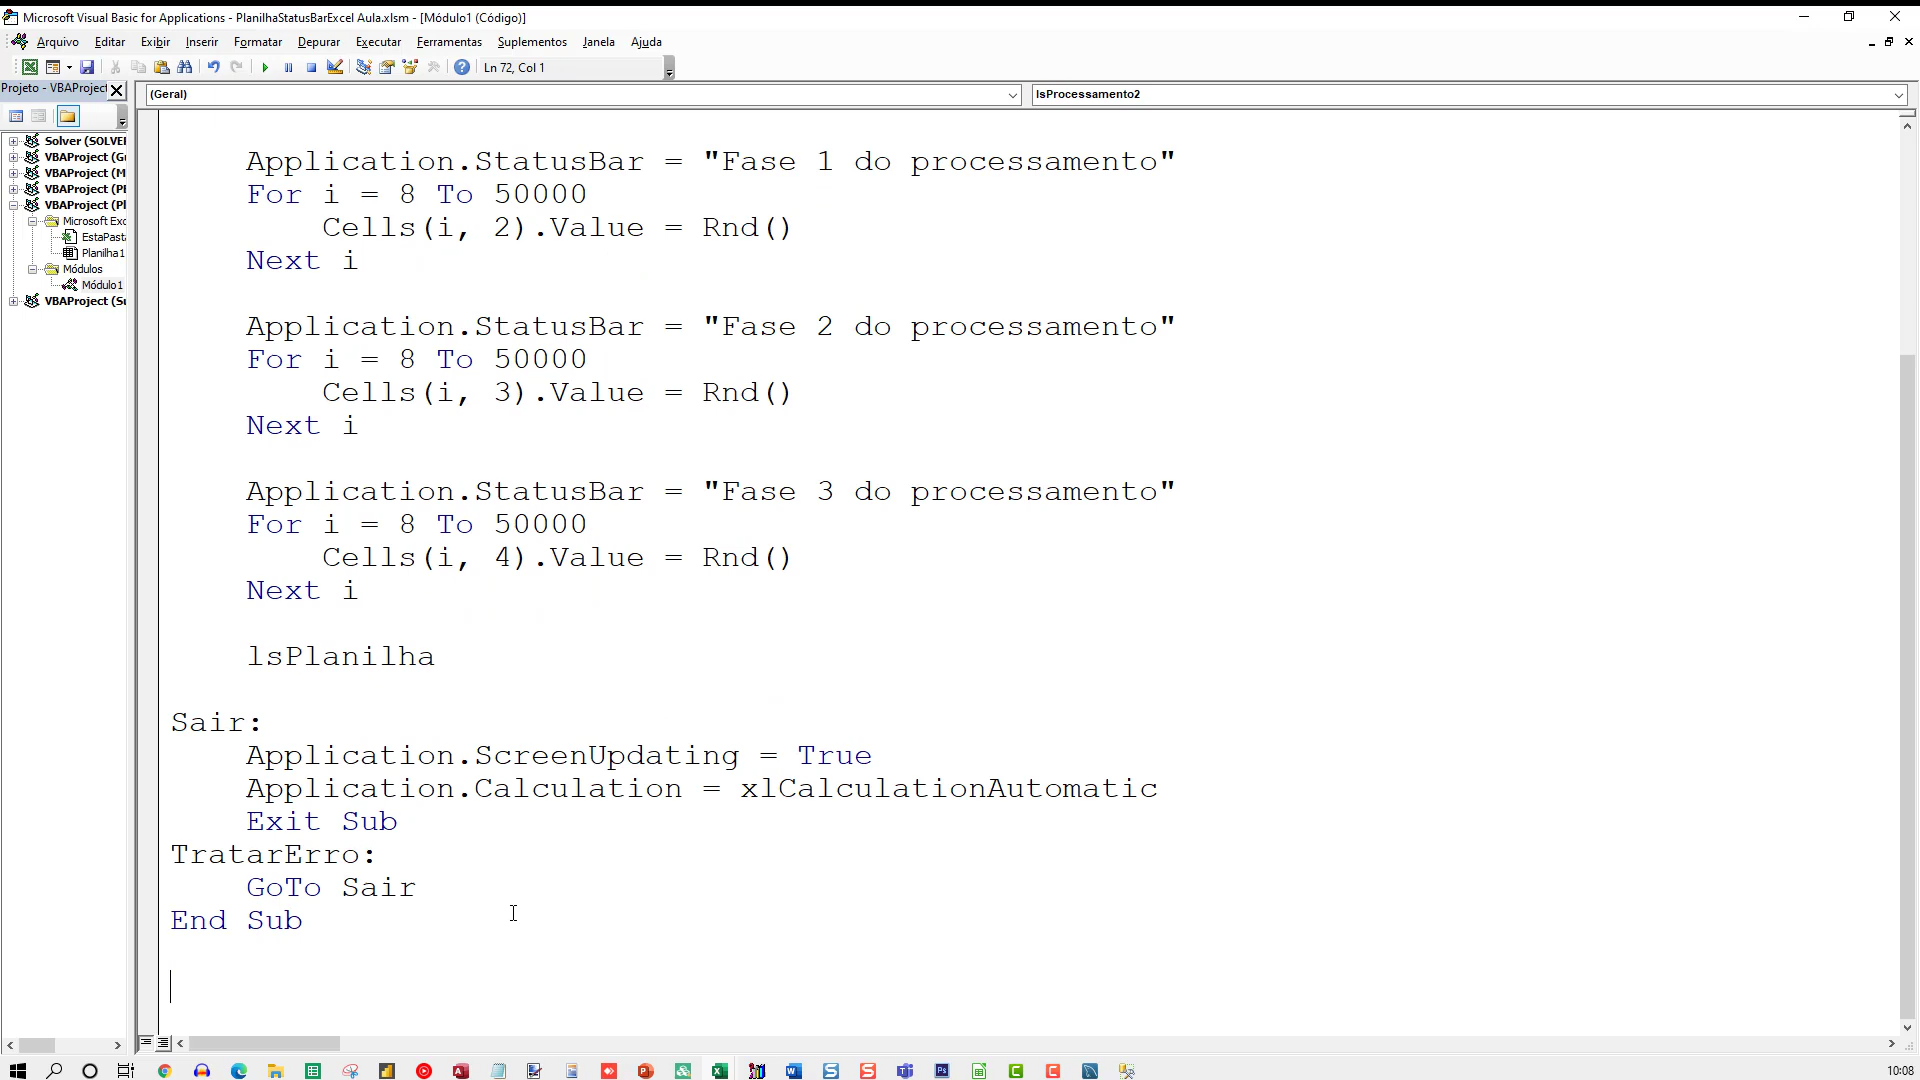 Microsoft Visual Basic for Applications - PlanilhaStatusBarExcel Aula.xlsm - [Módulo1 (Código)]
Arquivo Editar Exibir Inserir Formatar Depurar Executar Ferramentas Suplementos Janela Ajuda
Ln 72, Col 1
Projeto - VBAProject
(Geral)
lsProcessamento2
Solver (SOLVE
VBAProject (G
VBAProject (M
VBAProject (Pl
VBAProject (Pl
Microsoft Exc
EstaPasta
Planilha1
Módulos
Módulo1
VBAProject (Su
Application.StatusBar = "Fase 1 do processamento"
For i = 8 To 50000
Cells(i, 2).Value = Rnd()
Next i
Application.StatusBar = "Fase 2 do processamento"
For i = 8 To 50000
Cells(i, 3).Value = Rnd()
Next i
Application.StatusBar = "Fase 3 do processamento"
For i = 8 To 50000
Cells(i, 4).Value = Rnd()
Next i
lsPlanilha
Sair:
Application.ScreenUpdating = True
Application.Calculation = xlCalculationAutomatic
Exit Sub
TratarErro:
GoTo Sair
End Sub
10:08